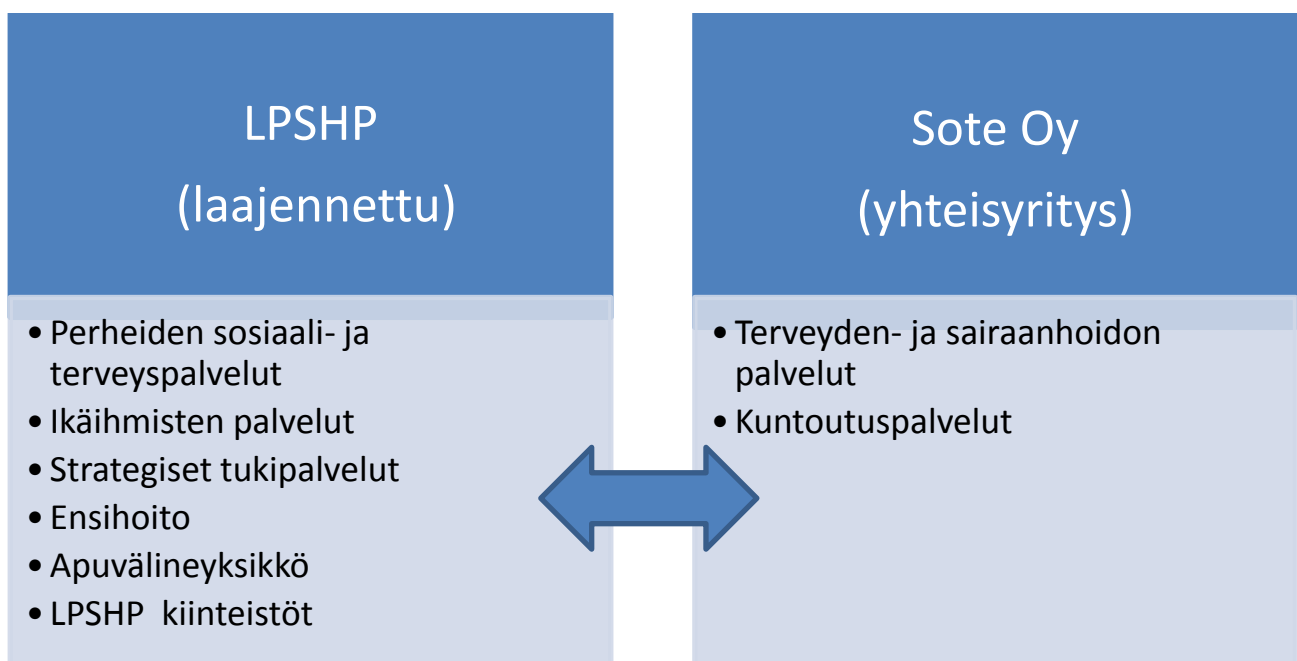 LPSHP
(laajennettu)
• Perheiden sosiaali- ja
terveyspalvelut
• Ikäihmisten palvelut
• Strategiset tukipalvelut
• Ensihoito
• Apuvälineyksikkö
• LPSHP kiinteistöt
Sote Oy
(yhteisyritys)
• Terveyden- ja sairaanhoidon
palvelut
• Kuntoutuspalvelut